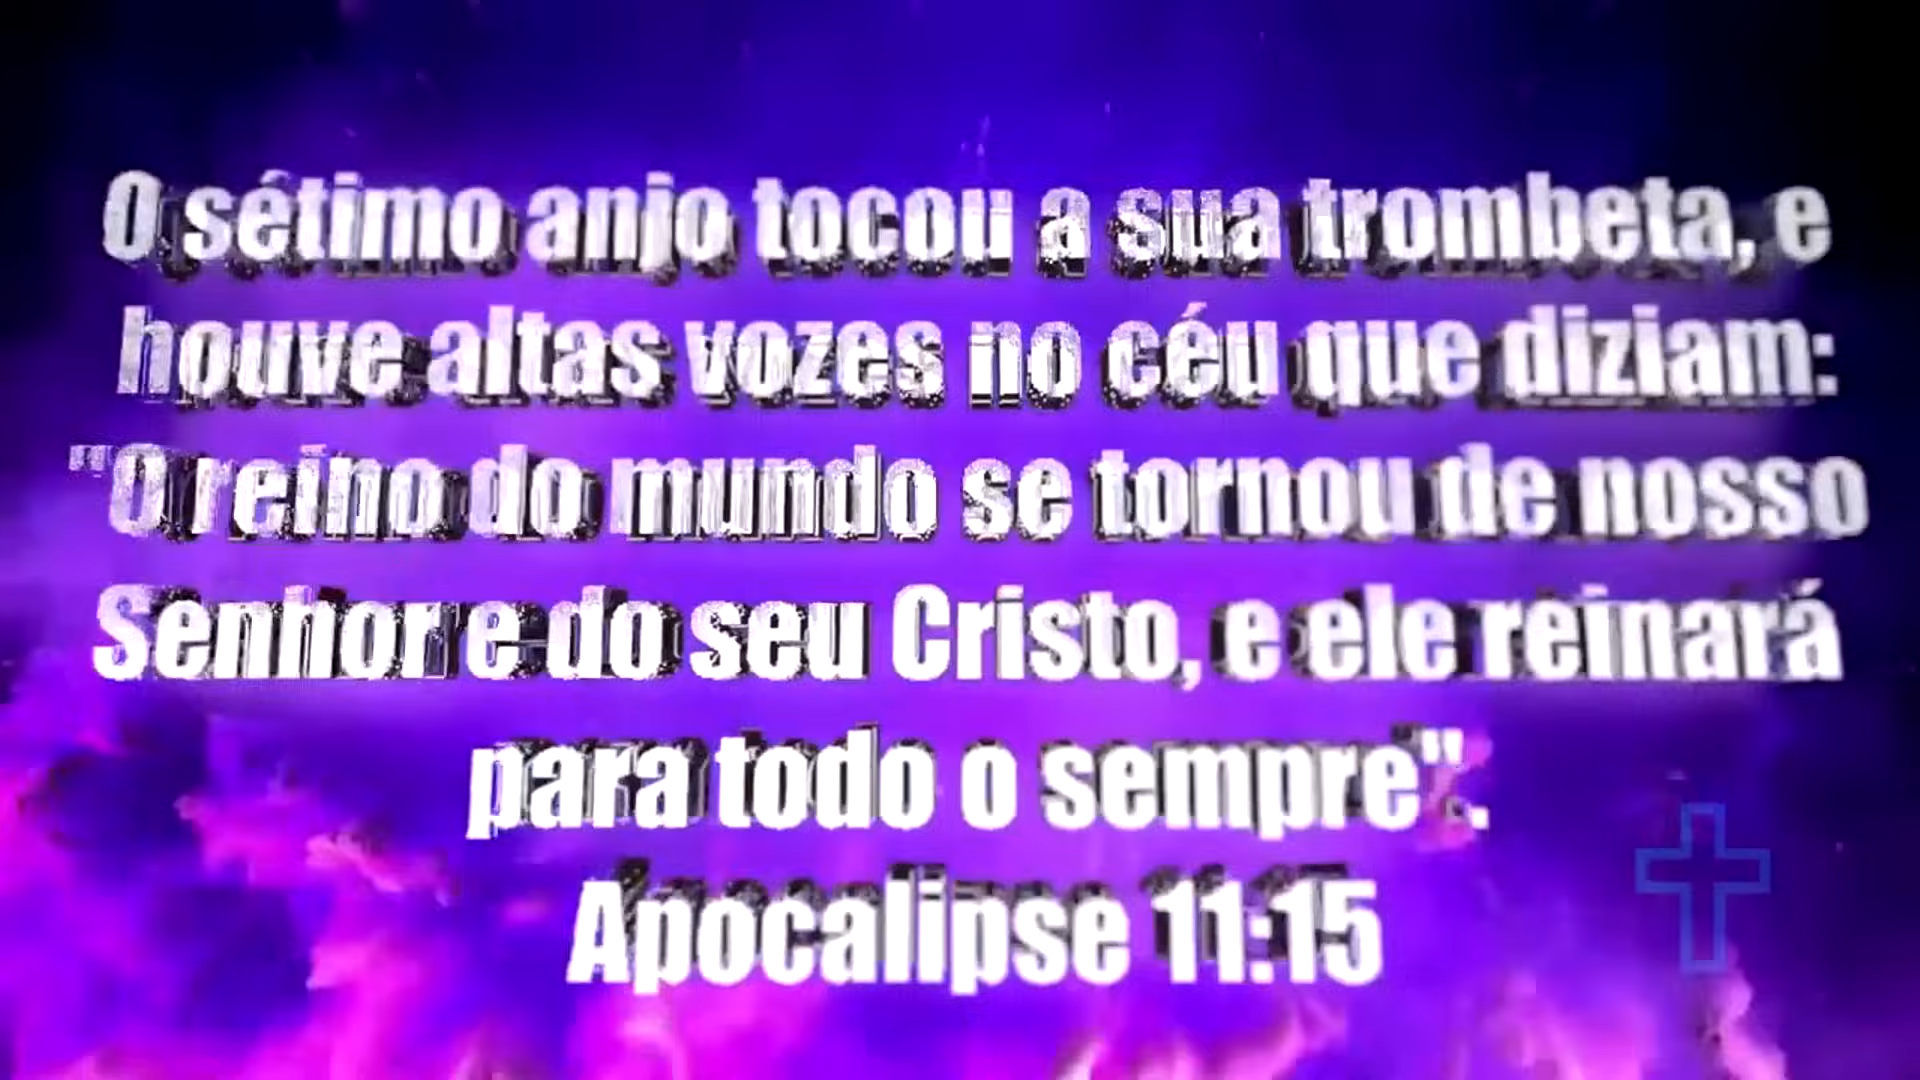 O sétimo anjo tocou a sua trombeta, e
houve altas vozes no céu que diziam:
"O reino do mundo se tornou de nosso
Senhor e do seu Cristo, e ele reinará
para todo o sempre".
Apocalipse 11:15